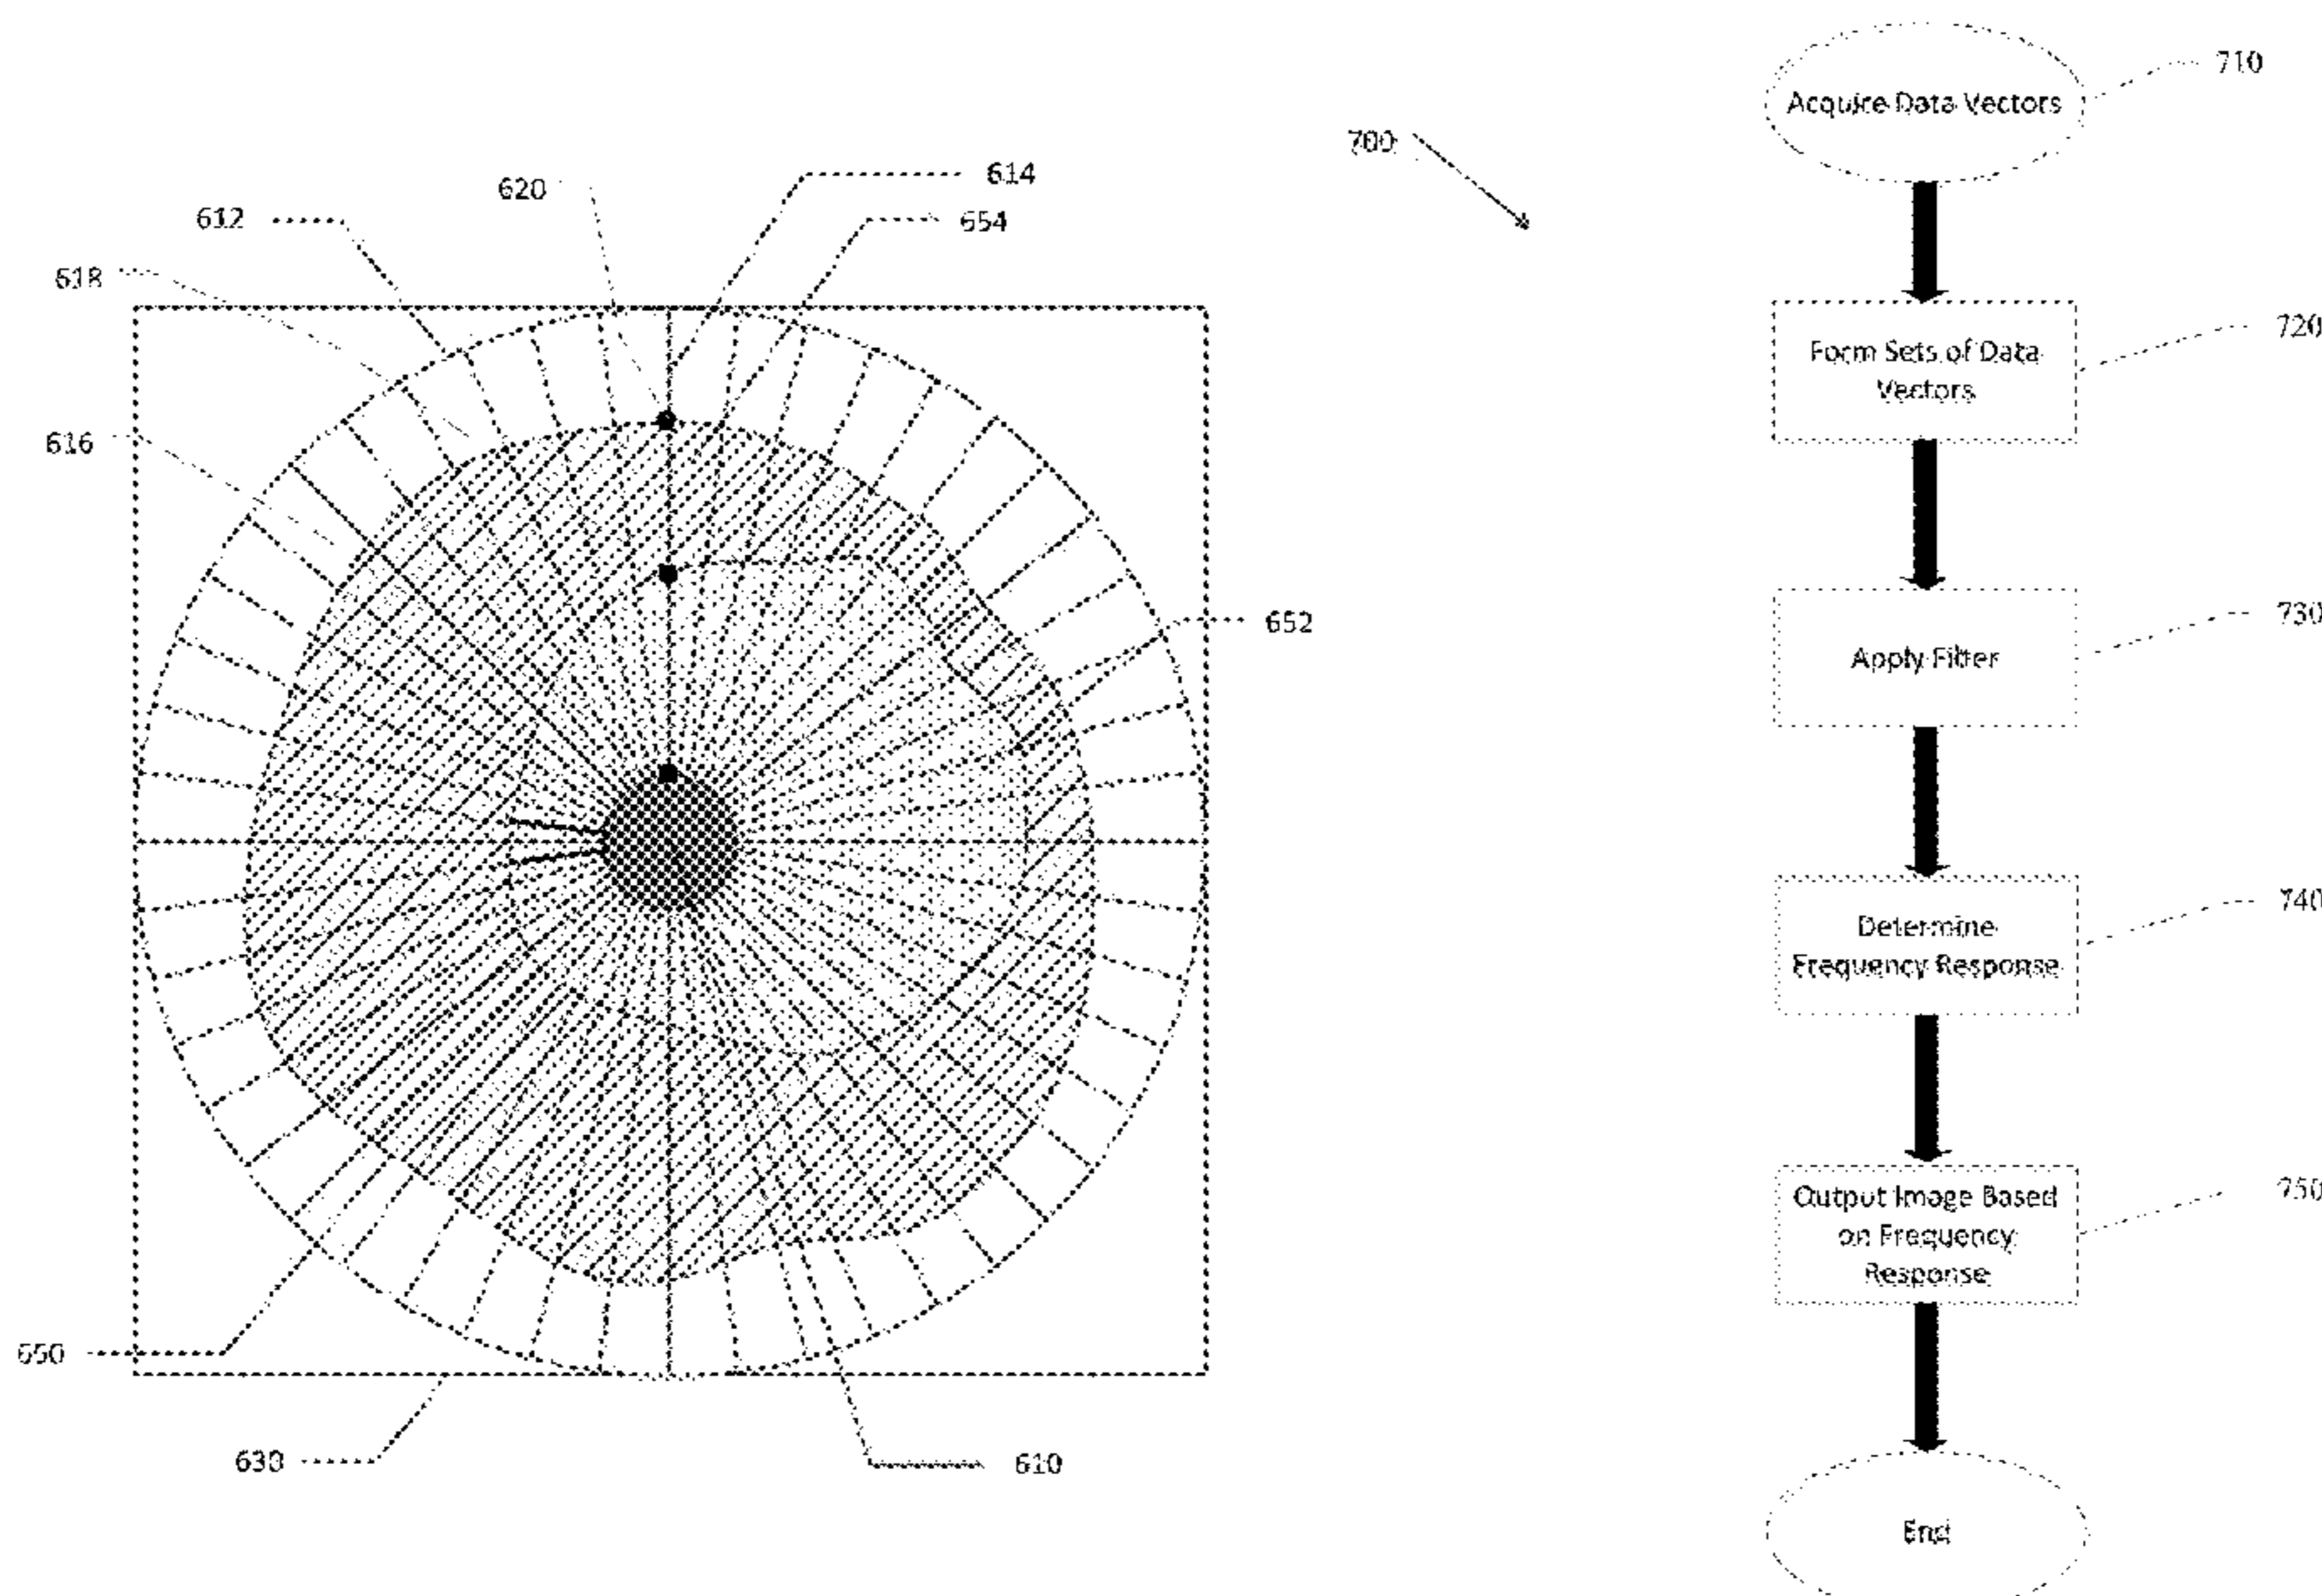 620
614
612
654
618
616
652
650
630
610
700
710
Acquire Data Vectors
720
Form Sets of Data
Vectors
730
Apply Filter
740
Determine
Frequency Response
750
Output Image Based
on Frequency
Response
End